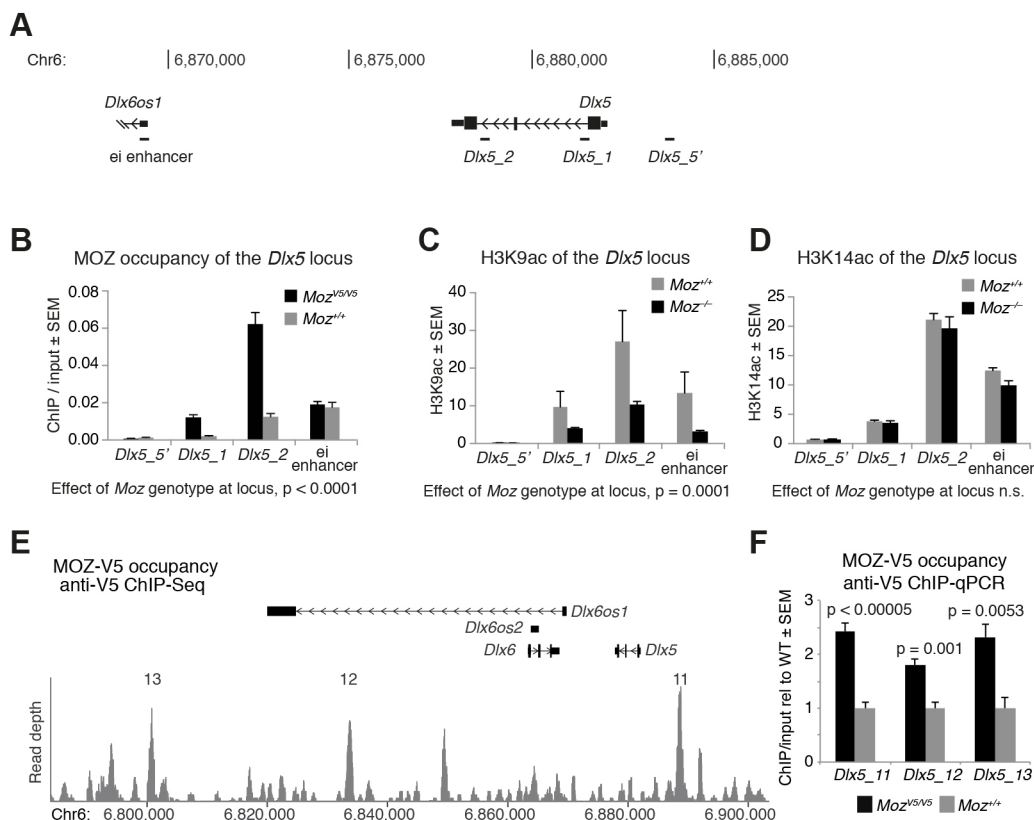 A
Chr6: 6,870,000 6,875,000 6,880,000 6,885,000
Dlx6os1 Dlx5
ei enhancer Dlx5_2 Dlx5_1 Dlx5_5'
B
MOZ occupancy of the Dlx5 locus
ChIP / input ± SEM
0.08
0.06
0.04
0.02
0.00
Moz^V5/V5
Moz^+/+
Dlx5_5' Dlx5_1 Dlx5_2 ei enhancer
Effect of Moz genotype at locus, p < 0.0001
C
H3K9ac of the Dlx5 locus
H3K9ac ± SEM
40
30
20
10
0
Moz^+/+
Moz^–/–
Dlx5_5' Dlx5_1 Dlx5_2 ei enhancer
Effect of Moz genotype at locus, p = 0.0001
D
H3K14ac of the Dlx5 locus
H3K14ac ± SEM
25
20
15
10
5
0
Moz^+/+
Moz^–/–
Dlx5_5' Dlx5_1 Dlx5_2 ei enhancer
Effect of Moz genotype at locus n.s.
E
MOZ-V5 occupancy
anti-V5 ChIP-Seq
Dlx6os1
Dlx6os2
Dlx6 Dlx5
13 12 11
Read depth
Chr6: 6,800,000 6,820,000 6,840,000 6,860,000 6,880,000 6,900,000
F
MOZ-V5 occupancy
anti-V5 ChIP-qPCR
ChIP/input rel to WT ± SEM
3
2
1
0
p < 0.00005
p = 0.001
p = 0.0053
Dlx5_11 Dlx5_12 Dlx5_13
Moz^V5/V5 Moz^+/+